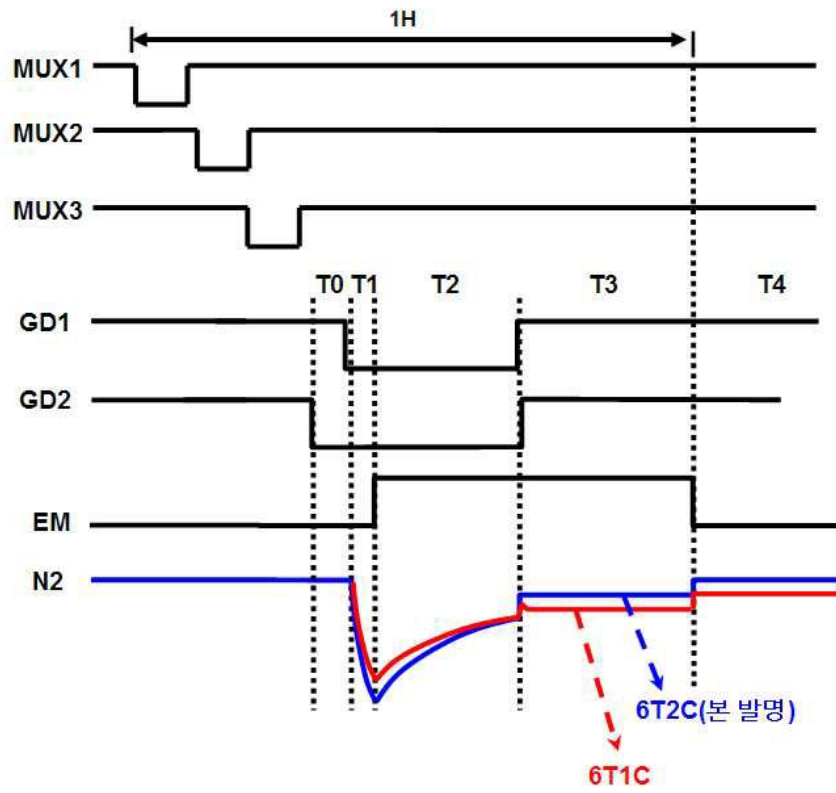 1H
MUX1
MUX2
MUX3
T0 T1 T2 T3 T4
GD1
GD2
EM
N2
6T2C(본 발명)
6T1C